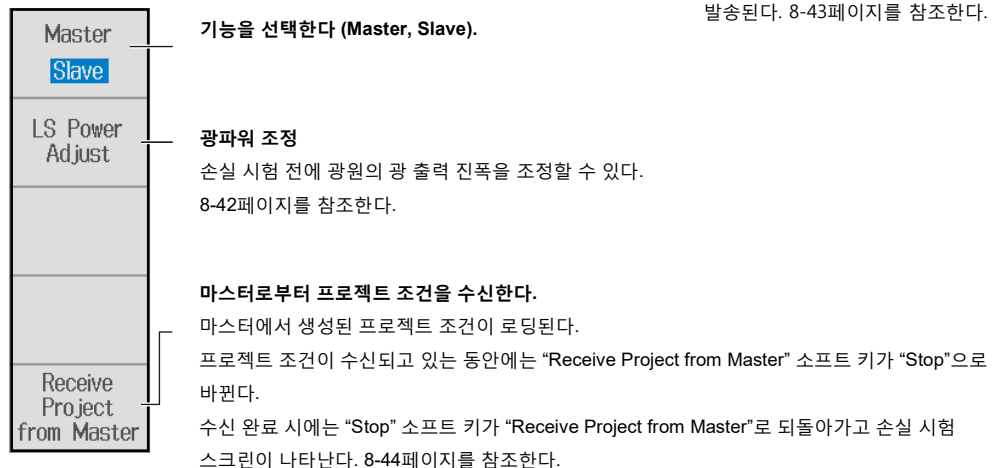 발송된다. 8-43페이지를 참조한다.
Master
Slave
기능을 선택한다 (Master, Slave).
LS Power
Adjust
광파워 조정
손실 시험 전에 광원의 광 출력 진폭을 조정할 수 있다.
8-42페이지를 참조한다.
마스터로부터 프로젝트 조건을 수신한다.
마스터에서 생성된 프로젝트 조건이 로딩된다.
프로젝트 조건이 수신되고 있는 동안에는 “Receive Project from Master” 소프트 키가 “Stop”으로
바뀐다.
수신 완료 시에는 “Stop” 소프트 키가 “Receive Project from Master”로 되돌아가고 손실 시험
스크린이 나타난다. 8-44페이지를 참조한다.
Receive
Project
from Master